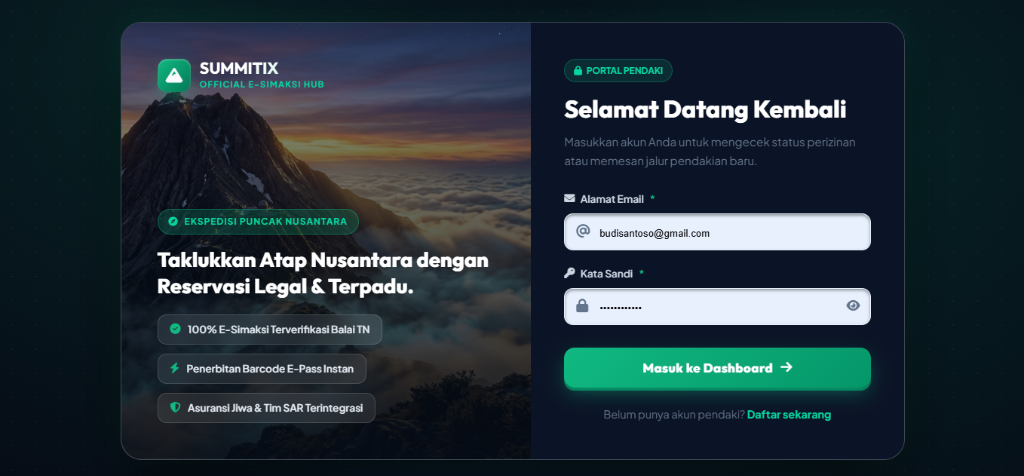 SUMMITIX
OFFICIAL E-SIMAKSI HUB
EKSPEDISI PUNCAK NUSANTARA
Taklukkan Atap Nusantara dengan
Reservasi Legal & Terpadu.
100% E-Simaksi Terverifikasi Balai TN
Penerbitan Barcode E-Pass Instan
Asuransi Jiwa & Tim SAR Terintegrasi
PORTAL PENDAKI
Selamat Datang Kembali
Masukkan akun Anda untuk mengecek status perizinan
atau memesan jalur pendakian baru.
Alamat Email *
budisantoso@gmail.com
Kata Sandi *
••••••••••••
Masuk ke Dashboard →
Belum punya akun pendaki? Daftar sekarang